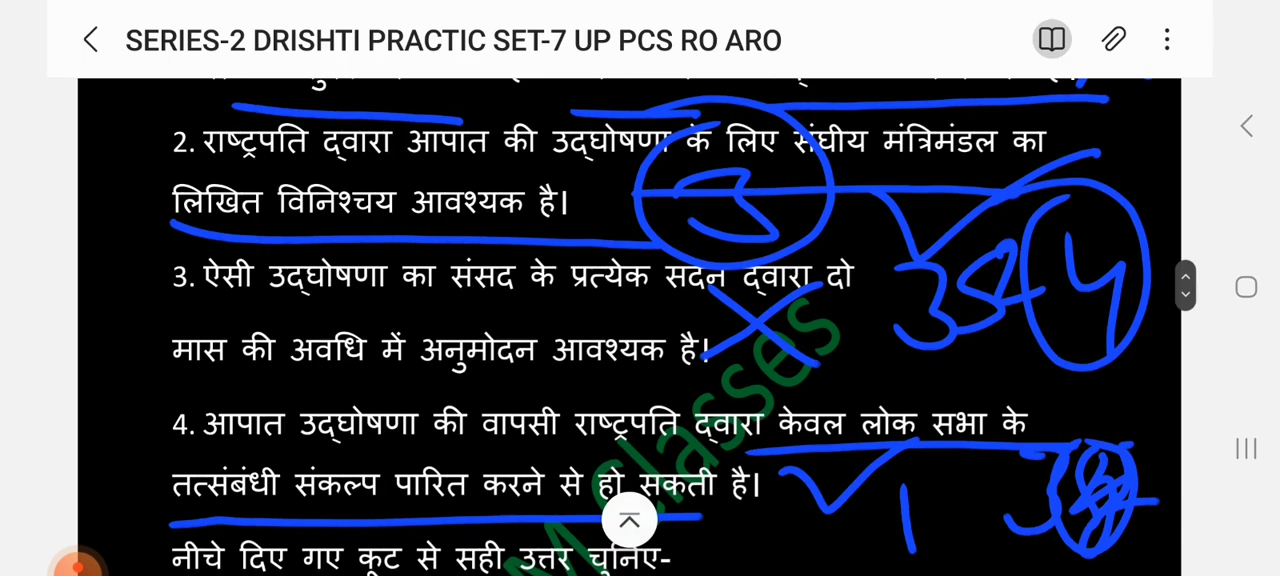 SERIES-2 DRISHTI PRACTIC SET-7 UP PCS RO ARO
2. राष्ट्रपति द्वारा आपात की उद्घोषणा के लिए संघीय मंत्रिमंडल का
लिखित विनिश्चय आवश्यक है।
3. ऐसी उद्घोषणा का संसद के प्रत्येक सदन द्वारा दो
मास की अवधि में अनुमोदन आवश्यक है।
4. आपात उद्घोषणा की वापसी राष्ट्रपति द्वारा केवल लोक सभा के
तत्संबंधी संकल्प पारित करने से हो सकती है।
नीचे दिए गए कूट से सही उत्तर चुनिए-
Classes